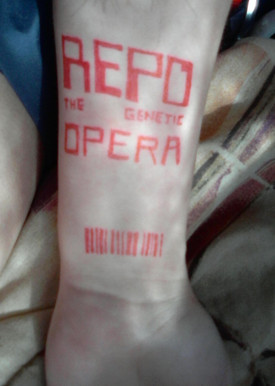 REPO
THE GENETIC
OPERA